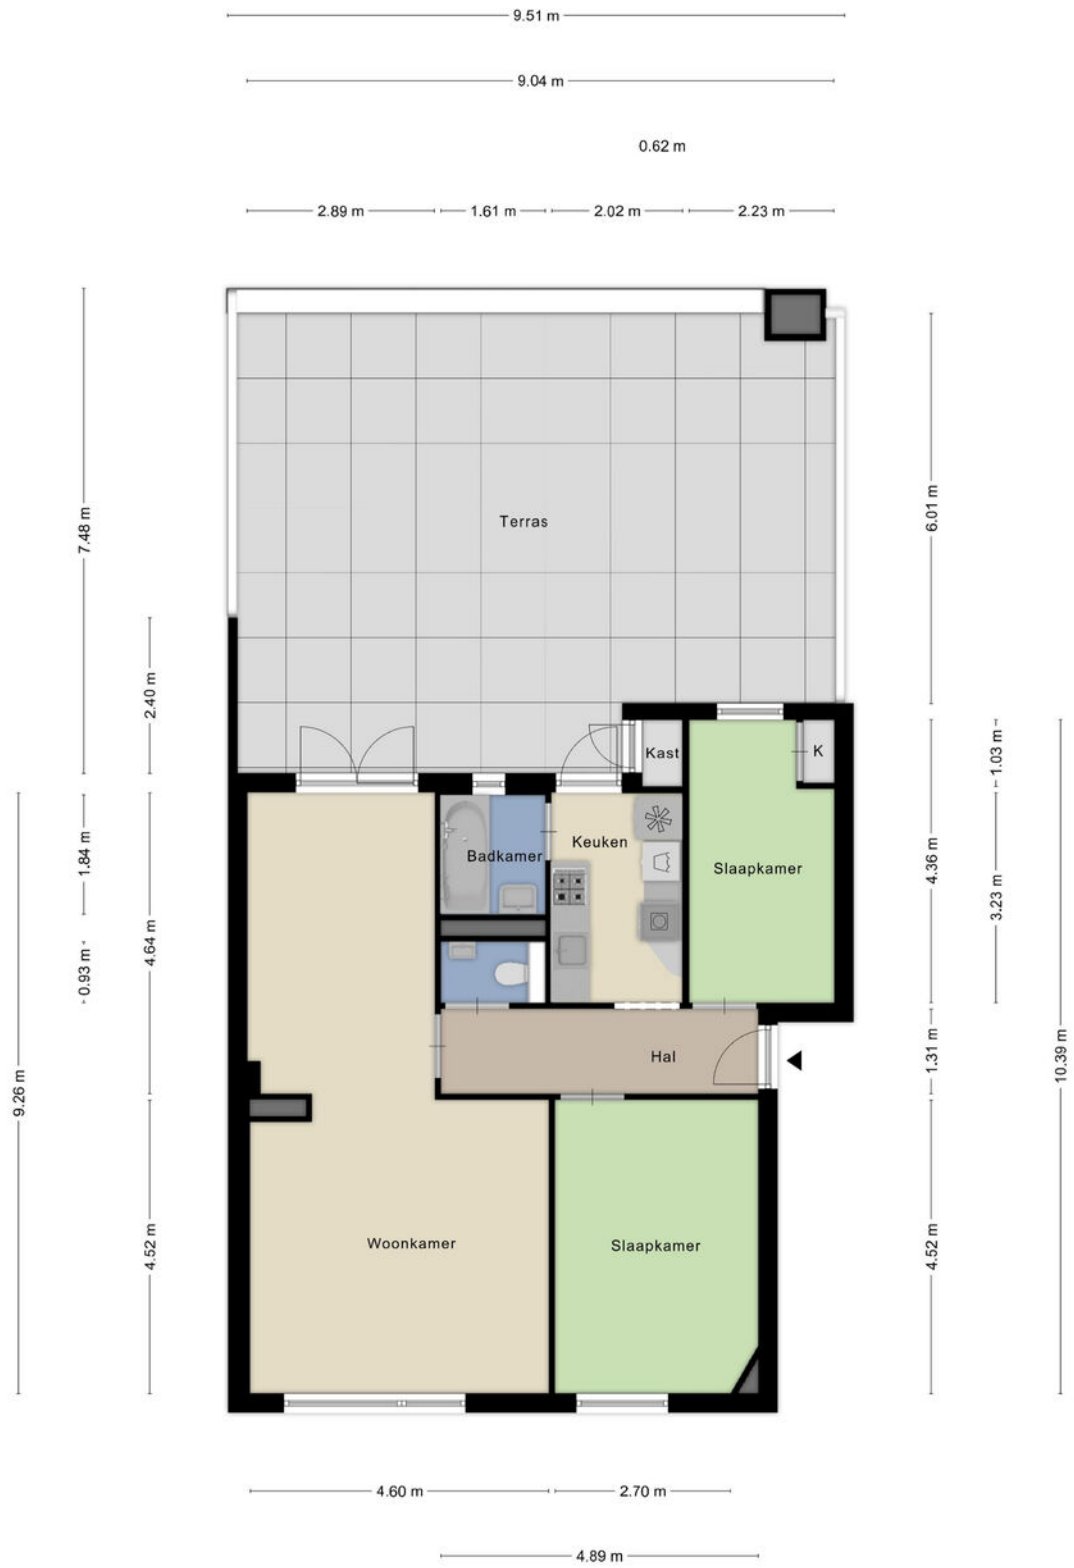 9.51 m
9.04 m
0.62 m
2.89 m
1.61 m
2.02 m
2.23 m
7.48 m
6.01 m
Terras
2.40 m
Kast
K
1.03 m
Keuken
Badkamer
Slaapkamer
1.84 m
4.36 m
3.23 m
4.64 m
0.93 m
Hal
1.31 m
10.39 m
9.26 m
Woonkamer
Slaapkamer
4.52 m
4.52 m
4.60 m
2.70 m
4.89 m